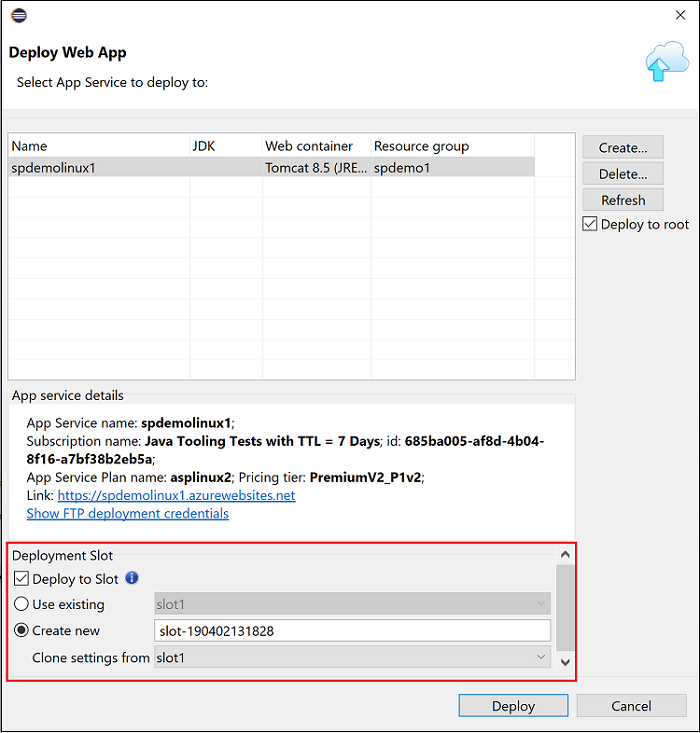 Deploy Web App
Select App Service to deploy to:
Name JDK Web container Resource group
spdemolinux1 Tomcat 8.5 (JRE... spdemo1
Create...
Delete...
Refresh
Deploy to root
App service details
App Service name: spdemolinux1;
Subscription name: Java Tooling Tests with TTL = 7 Days; id: 685ba005-af8d-4b04-
8f16-a7bf38b2eb5a;
App Service Plan name: asplinux2; Pricing tier: PremiumV2_P1v2;
Link: https://spdemolinux1.azurewebsites.net
Show FTP deployment credentials
Deployment Slot
Deploy to Slot
Use existing slot1
Create new slot-190402131828
Clone settings from slot1
Deploy Cancel